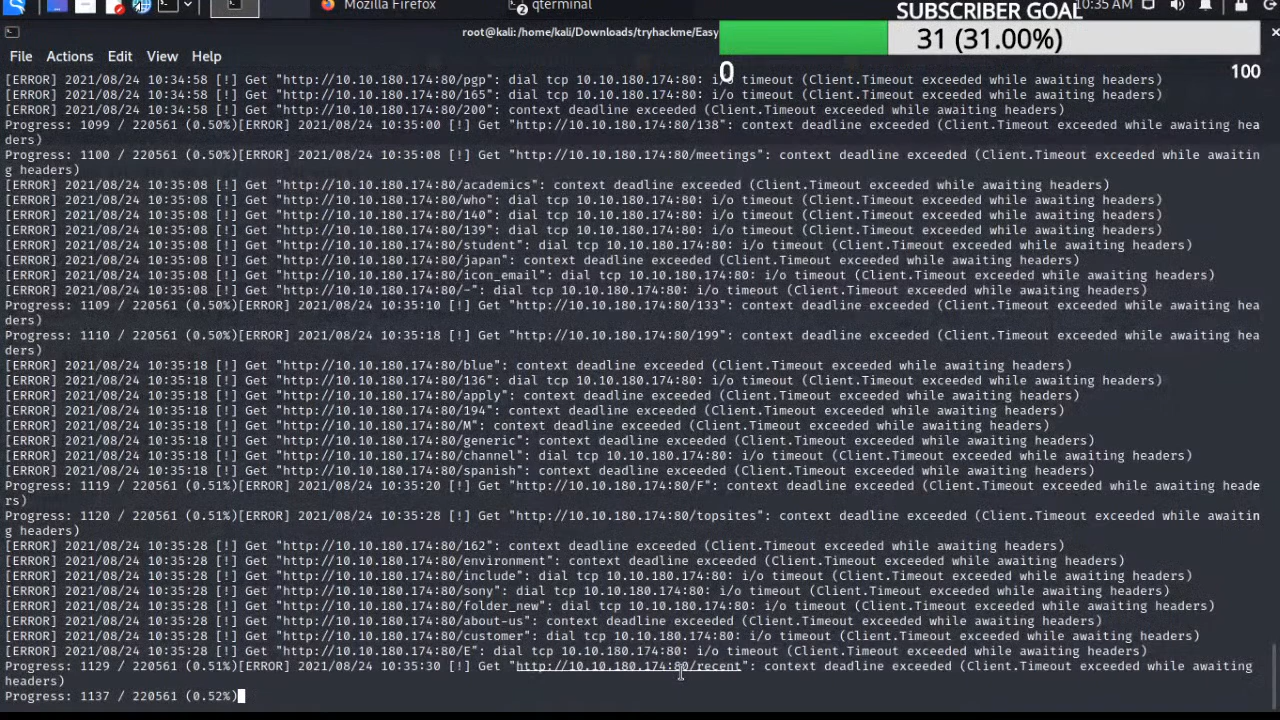 Mozilla Firefox
qterminal
SUBSCRIBER GOAL
10:35 AM
root@kali: /home/kali/Downloads/tryhackme/Easy
31 (31.00%)
File Actions Edit View Help
0
100
[ERROR] 2021/08/24 10:34:58 [!] Get "http://10.10.180.174:80/pgp": dial tcp 10.10.180.174:80: i/o timeout (Client.Timeout exceeded while awaiting headers)
[ERROR] 2021/08/24 10:34:58 [!] Get "http://10.10.180.174:80/165": dial tcp 10.10.180.174:80: i/o timeout (Client.Timeout exceeded while awaiting headers)
[ERROR] 2021/08/24 10:34:58 [!] Get "http://10.10.180.174:80/200": context deadline exceeded (Client.Timeout exceeded while awaiting headers)
Progress: 1099 / 220561 (0.50%)[ERROR] 2021/08/24 10:35:00 [!] Get "http://10.10.180.174:80/138": context deadline exceeded (Client.Timeout exceeded while awaiting hea
ders)
Progress: 1100 / 220561 (0.50%)[ERROR] 2021/08/24 10:35:08 [!] Get "http://10.10.180.174:80/meetings": context deadline exceeded (Client.Timeout exceeded while awaitin
g headers)
[ERROR] 2021/08/24 10:35:08 [!] Get "http://10.10.180.174:80/academics": context deadline exceeded (Client.Timeout exceeded while awaiting headers)
[ERROR] 2021/08/24 10:35:08 [!] Get "http://10.10.180.174:80/who": dial tcp 10.10.180.174:80: i/o timeout (Client.Timeout exceeded while awaiting headers)
[ERROR] 2021/08/24 10:35:08 [!] Get "http://10.10.180.174:80/140": dial tcp 10.10.180.174:80: i/o timeout (Client.Timeout exceeded while awaiting headers)
[ERROR] 2021/08/24 10:35:08 [!] Get "http://10.10.180.174:80/139": dial tcp 10.10.180.174:80: i/o timeout (Client.Timeout exceeded while awaiting headers)
[ERROR] 2021/08/24 10:35:08 [!] Get "http://10.10.180.174:80/student": dial tcp 10.10.180.174:80: i/o timeout (Client.Timeout exceeded while awaiting headers)
[ERROR] 2021/08/24 10:35:08 [!] Get "http://10.10.180.174:80/japan": context deadline exceeded (Client.Timeout exceeded while awaiting headers)
[ERROR] 2021/08/24 10:35:08 [!] Get "http://10.10.180.174:80/icon_email": dial tcp 10.10.180.174:80: i/o timeout (Client.Timeout exceeded while awaiting headers)
[ERROR] 2021/08/24 10:35:08 [!] Get "http://10.10.180.174:80/-": dial tcp 10.10.180.174:80: i/o timeout (Client.Timeout exceeded while awaiting headers)
Progress: 1109 / 220561 (0.50%)[ERROR] 2021/08/24 10:35:10 [!] Get "http://10.10.180.174:80/133": context deadline exceeded (Client.Timeout exceeded while awaiting hea
ders)
Progress: 1110 / 220561 (0.50%)[ERROR] 2021/08/24 10:35:18 [!] Get "http://10.10.180.174:80/199": context deadline exceeded (Client.Timeout exceeded while awaiting hea
ders)
[ERROR] 2021/08/24 10:35:18 [!] Get "http://10.10.180.174:80/blue": context deadline exceeded (Client.Timeout exceeded while awaiting headers)
[ERROR] 2021/08/24 10:35:18 [!] Get "http://10.10.180.174:80/136": dial tcp 10.10.180.174:80: i/o timeout (Client.Timeout exceeded while awaiting headers)
[ERROR] 2021/08/24 10:35:18 [!] Get "http://10.10.180.174:80/apply": context deadline exceeded (Client.Timeout exceeded while awaiting headers)
[ERROR] 2021/08/24 10:35:18 [!] Get "http://10.10.180.174:80/194": context deadline exceeded (Client.Timeout exceeded while awaiting headers)
[ERROR] 2021/08/24 10:35:18 [!] Get "http://10.10.180.174:80/M": context deadline exceeded (Client.Timeout exceeded while awaiting headers)
[ERROR] 2021/08/24 10:35:18 [!] Get "http://10.10.180.174:80/generic": context deadline exceeded (Client.Timeout exceeded while awaiting headers)
[ERROR] 2021/08/24 10:35:18 [!] Get "http://10.10.180.174:80/channel": context deadline exceeded (Client.Timeout exceeded while awaiting headers)
[ERROR] 2021/08/24 10:35:18 [!] Get "http://10.10.180.174:80/spanish": context deadline exceeded (Client.Timeout exceeded while awaiting headers)
Progress: 1119 / 220561 (0.51%)[ERROR] 2021/08/24 10:35:20 [!] Get "http://10.10.180.174:80/F": context deadline exceeded (Client.Timeout exceeded while awaiting heade
rs)
Progress: 1120 / 220561 (0.51%)[ERROR] 2021/08/24 10:35:28 [!] Get "http://10.10.180.174:80/topsites": context deadline exceeded (Client.Timeout exceeded while awaitin
g headers)
[ERROR] 2021/08/24 10:35:28 [!] Get "http://10.10.180.174:80/162": context deadline exceeded (Client.Timeout exceeded while awaiting headers)
[ERROR] 2021/08/24 10:35:28 [!] Get "http://10.10.180.174:80/environment": context deadline exceeded (Client.Timeout exceeded while awaiting headers)
[ERROR] 2021/08/24 10:35:28 [!] Get "http://10.10.180.174:80/include": dial tcp 10.10.180.174:80: i/o timeout (Client.Timeout exceeded while awaiting headers)
[ERROR] 2021/08/24 10:35:28 [!] Get "http://10.10.180.174:80/sony": dial tcp 10.10.180.174:80: i/o timeout (Client.Timeout exceeded while awaiting headers)
[ERROR] 2021/08/24 10:35:28 [!] Get "http://10.10.180.174:80/folder_new": dial tcp 10.10.180.174:80: i/o timeout (Client.Timeout exceeded while awaiting headers)
[ERROR] 2021/08/24 10:35:28 [!] Get "http://10.10.180.174:80/about-us": context deadline exceeded (Client.Timeout exceeded while awaiting headers)
[ERROR] 2021/08/24 10:35:28 [!] Get "http://10.10.180.174:80/customer": dial tcp 10.10.180.174:80: i/o timeout (Client.Timeout exceeded while awaiting headers)
[ERROR] 2021/08/24 10:35:28 [!] Get "http://10.10.180.174:80/E": dial tcp 10.10.180.174:80: i/o timeout (Client.Timeout exceeded while awaiting headers)
Progress: 1129 / 220561 (0.51%)[ERROR] 2021/08/24 10:35:30 [!] Get "http://10.10.180.174:80/recent": context deadline exceeded (Client.Timeout exceeded while awaiting
headers)
Progress: 1137 / 220561 (0.52%)